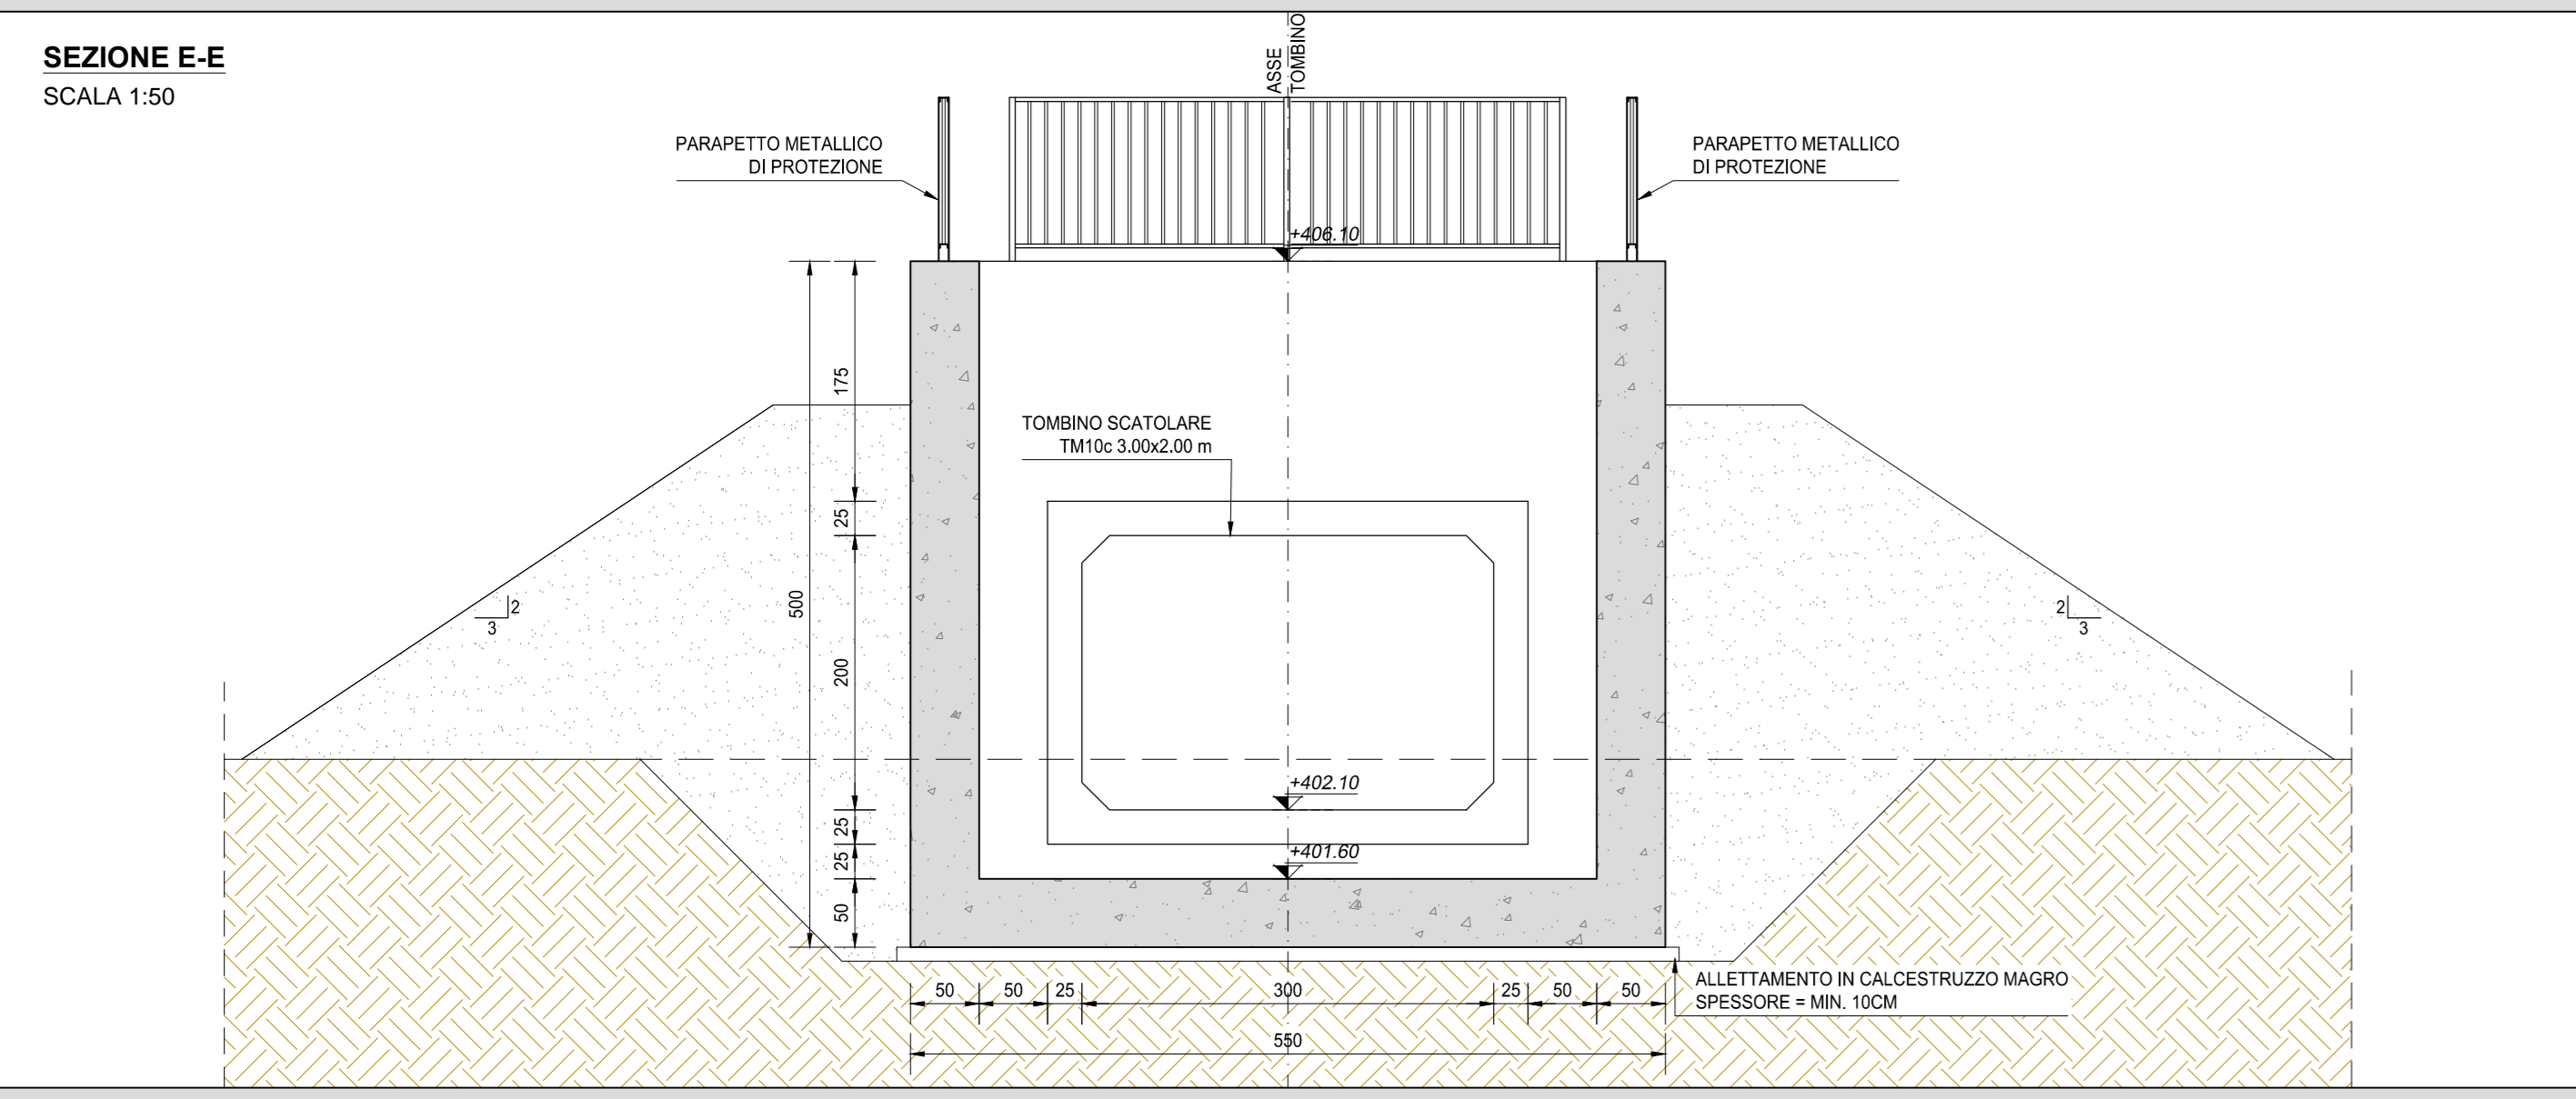 SEZIONE E-E
SCALA 1:50
ASSE
TOMBINO
PARAPETTO METALLICO
DI PROTEZIONE
PARAPETTO METALLICO
DI PROTEZIONE
+406.10
175
TOMBINO SCATOLARE
TM10c 3.00x2.00 m
25
500
2
3
2
3
200
+402.10
25
+401.60
25
50
ALLETTAMENTO IN CALCESTRUZZO MAGRO
SPESSORE = MIN. 10CM
50
50
25
300
25
50
50
550